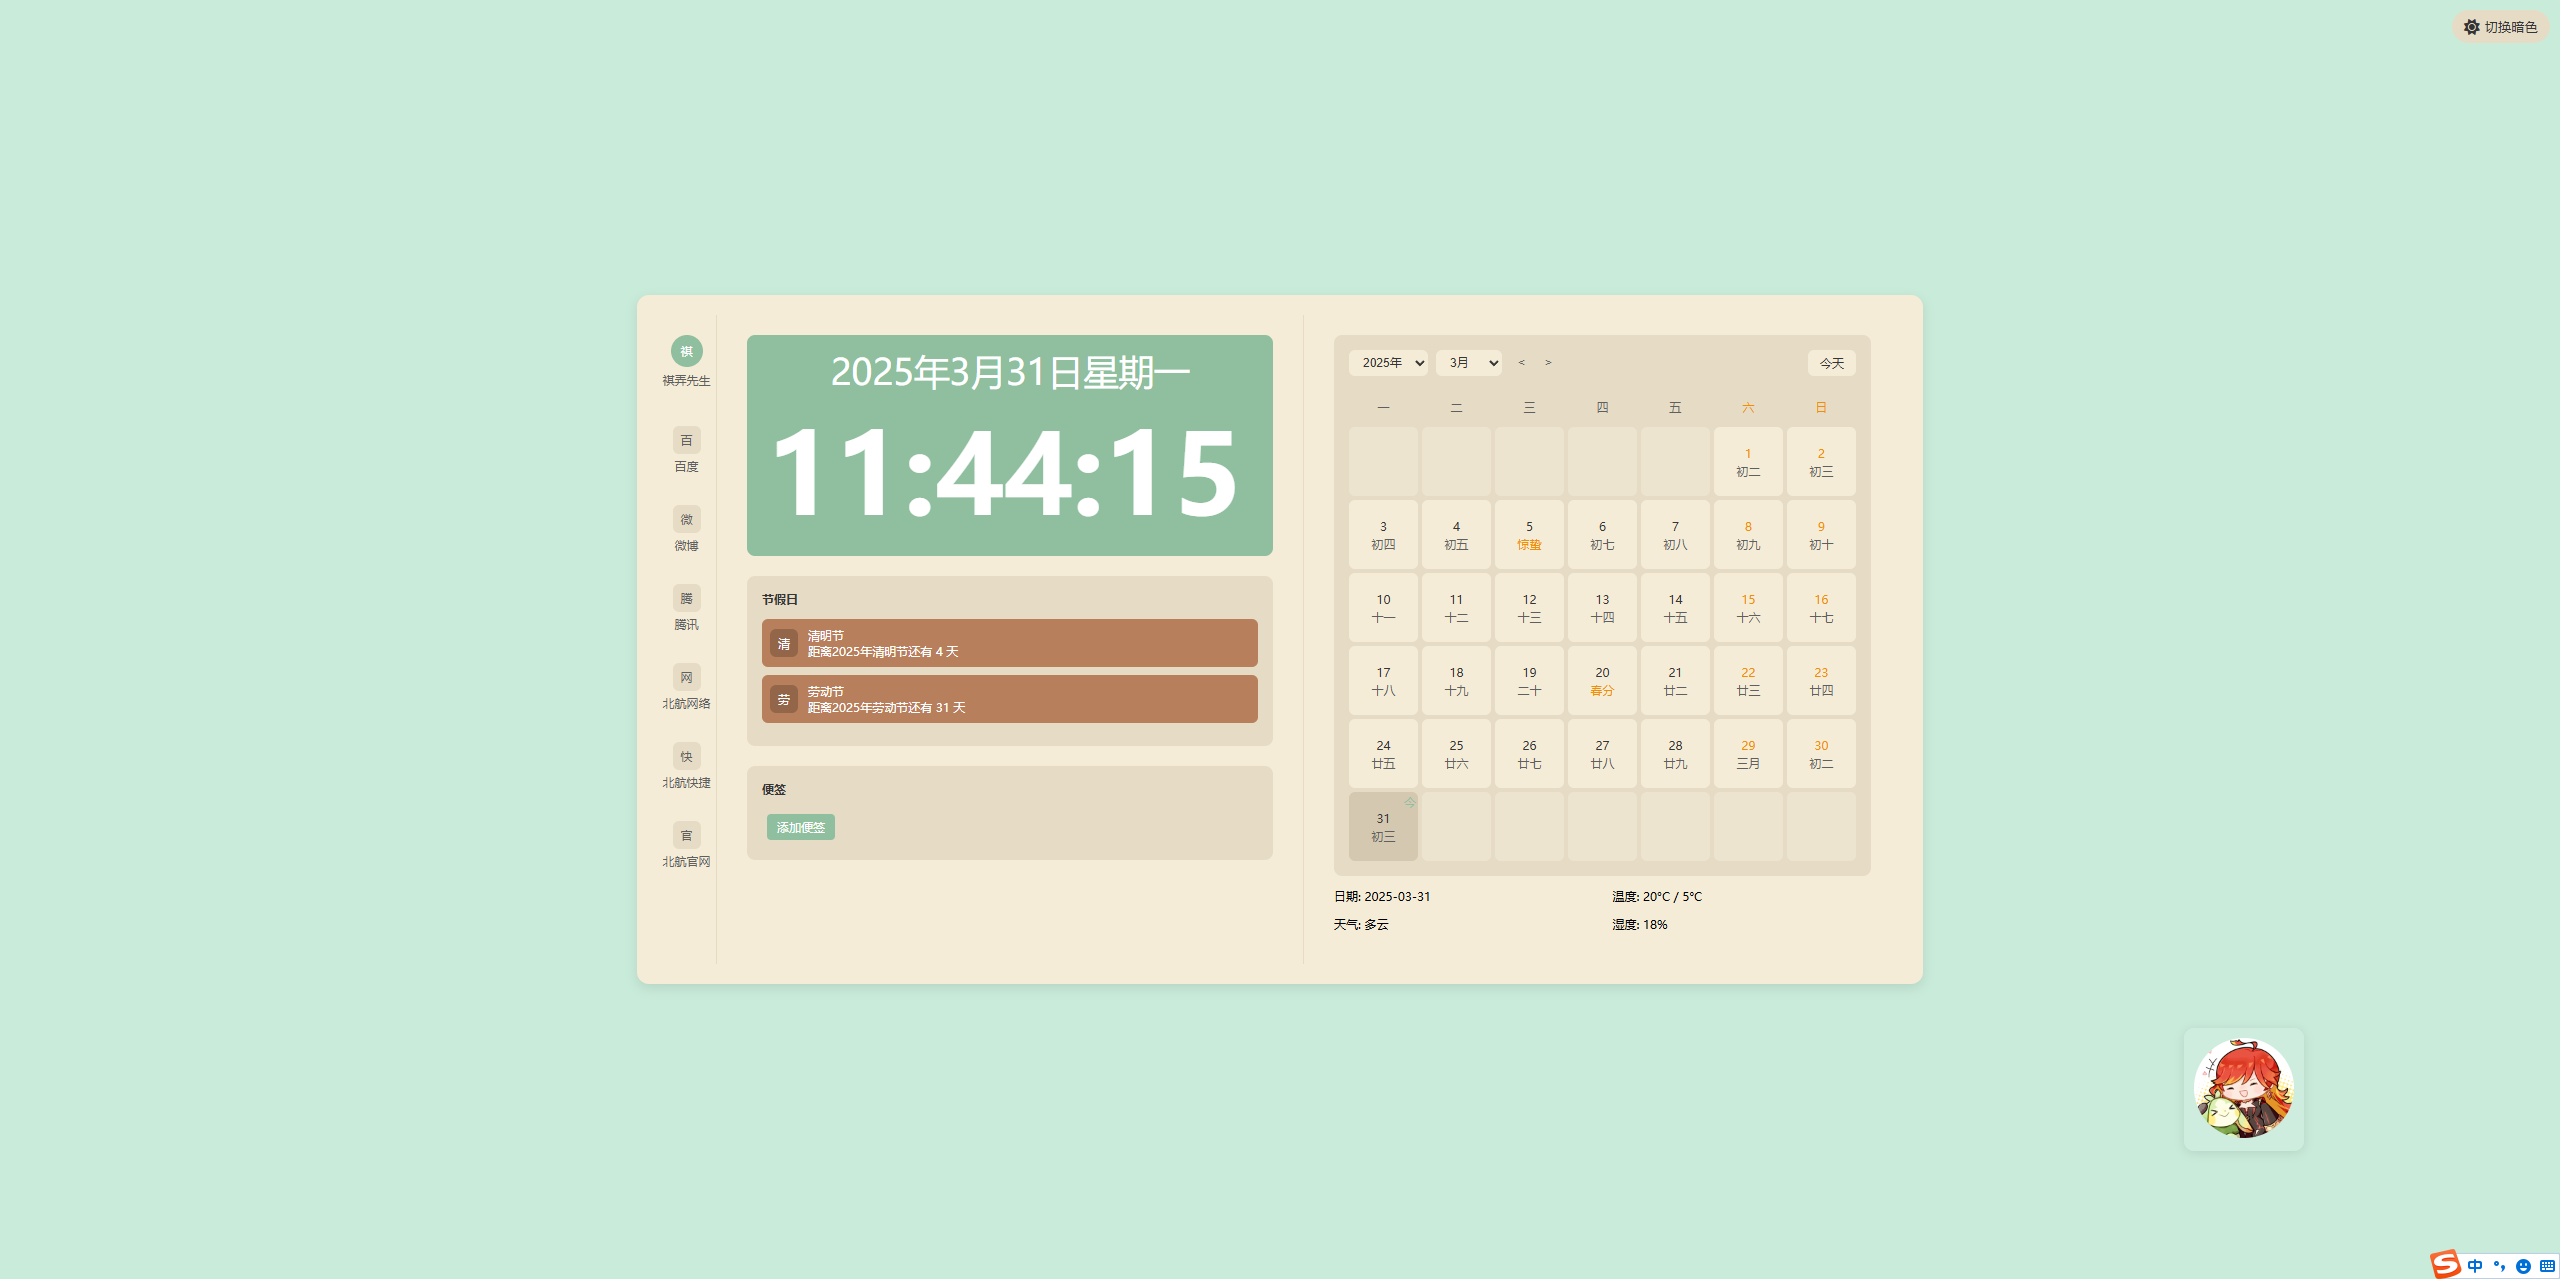 切换暗色
祺
祺弄先生
百
百度
微
微博
腾
腾讯
网
北航网络
快
北航快捷
官
北航官网
2025年3月31日星期一
11:44:15
节假日
清
清明节
距离2025年清明节还有 4 天
劳
劳动节
距离2025年劳动节还有 31 天
便签
添加便签
2025年 3月 < > 今天
一 二 三 四 五 六 日
1 2
初二 初三
3 4 5 6 7 8 9
初四 初五 惊蛰 初七 初八 初九 初十
10 11 12 13 14 15 16
十一 十二 十三 十四 十五 十六 十七
17 18 19 20 21 22 23
十八 十九 二十 春分 廿二 廿三 廿四
24 25 26 27 28 29 30
廿五 廿六 廿七 廿八 廿九 三月 初二
今
31
初三
日期: 2025-03-31 温度: 20°C / 5°C
天气: 多云 湿度: 18%
S 中